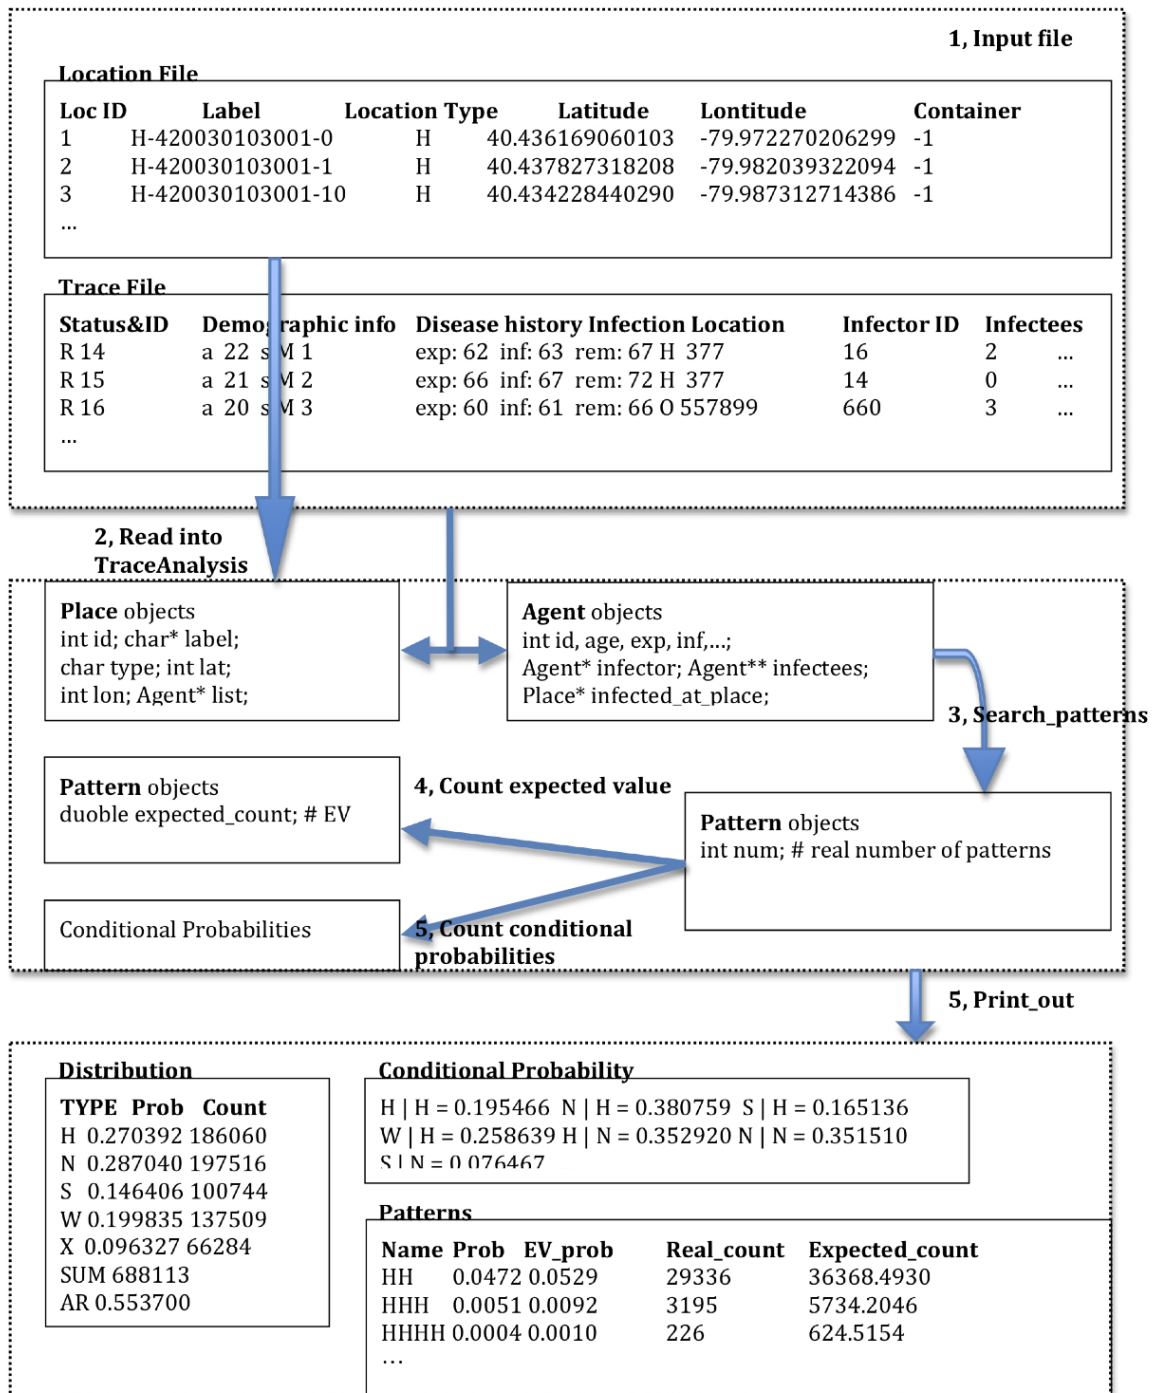 1, Input file
Location File
Loc ID Label Location Type Latitude Lontitude Container
1 H-420030103001-0 H 40.436169060103 -79.972270206299 -1
2 H-420030103001-1 H 40.437827318208 -79.982039322094 -1
3 H-420030103001-10 H 40.434228440290 -79.987312714386 -1
...
Trace File
Status&ID Demographic info Disease history Infection Location Infector ID Infectees
R 14 a 22 s M 1 exp: 62 inf: 63 rem: 67 H 377 16 2 ...
R 15 a 21 s M 2 exp: 66 inf: 67 rem: 72 H 377 14 0 ...
R 16 a 20 s M 3 exp: 60 inf: 61 rem: 66 O 557899 660 3 ...
...
2, Read into
TraceAnalysis
Place objects
int id; char* label;
char type; int lat;
int lon; Agent* list;
Agent objects
int id, age, exp, inf,...;
Agent* infector; Agent** infectees;
Place* infected_at_place;
3, Search_patterns
Pattern objects
duoble expected_count; # EV
4, Count expected value
Pattern objects
int num; # real number of patterns
Conditional Probabilities
5, Count conditional
probabilities
5, Print_out
Distribution
TYPE Prob Count
H 0.270392 186060
N 0.287040 197516
S 0.146406 100744
W 0.199835 137509
X 0.096327 66284
SUM 688113
AR 0.553700
Conditional Probability
H | H = 0.195466 N | H = 0.380759 S | H = 0.165136
W | H = 0.258639 H | N = 0.352920 N | N = 0.351510
S | N = 0.076467
Patterns
Name Prob EV_prob Real_count Expected_count
HH 0.0472 0.0529 29336 36368.4930
HHH 0.0051 0.0092 3195 5734.2046
HHHH 0.0004 0.0010 226 624.5154
...